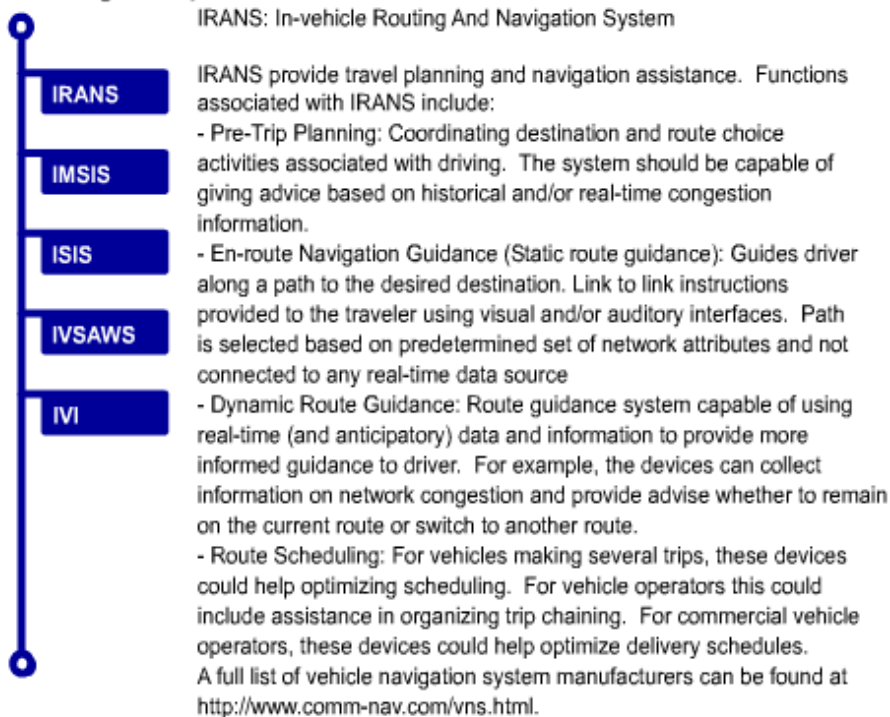 IRANS: In-vehicle Routing And Navigation System
IRANS
IMSIS
ISIS
IVSAWS
IVI
IRANS provide travel planning and navigation assistance.  Functions
associated with IRANS include:
- Pre-Trip Planning: Coordinating destination and route choice
activities associated with driving.  The system should be capable of
giving advice based on historical and/or real-time congestion
information.
- En-route Navigation Guidance (Static route guidance): Guides driver
along a path to the desired destination. Link to link instructions
provided to the traveler using visual and/or auditory interfaces.  Path
is selected based on predetermined set of network attributes and not
connected to any real-time data source
- Dynamic Route Guidance: Route guidance system capable of using
real-time (and anticipatory) data and information to provide more
informed guidance to driver.  For example, the devices can collect
information on network congestion and provide advise whether to remain
on the current route or switch to another route.
- Route Scheduling: For vehicles making several trips, these devices
could help optimizing scheduling.  For vehicle operators this could
include assistance in organizing trip chaining.  For commercial vehicle
operators, these devices could help optimize delivery schedules.
A full list of vehicle navigation system manufacturers can be found at
http://www.comm-nav.com/vns.html.